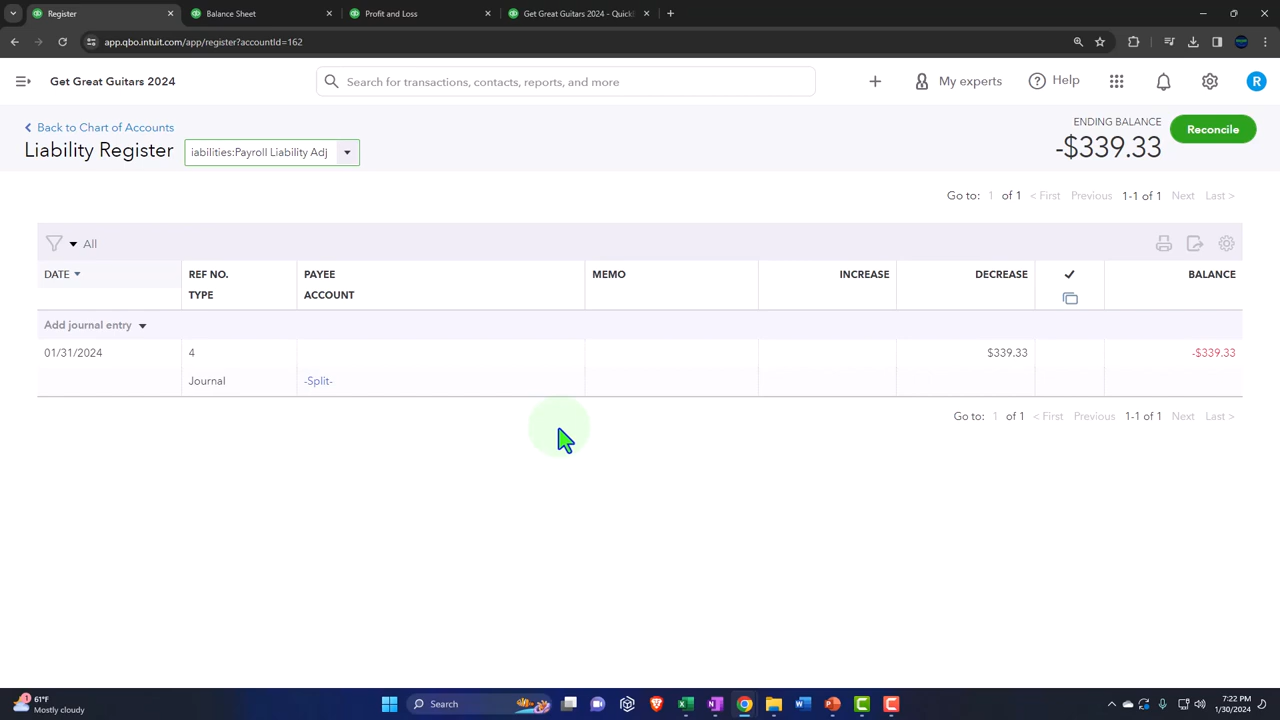 Register
Balance Sheet
Profit and Loss
Get Great Guitars 2024 - Quick
app.qbo.intuit.com/app/register?accountId=162
Get Great Guitars 2024
Search for transactions, contacts, reports, and more
My experts
Help
R
Back to Chart of Accounts
Liability Register
iabilities:Payroll Liability Adj
ENDING BALANCE
-$339.33
Reconcile
Go to: 1 of 1 < First Previous 1-1 of 1 Next Last >
All
DATE REF NO. PAYEE MEMO INCREASE DECREASE ✓ BALANCE
TYPE ACCOUNT
Add journal entry
01/31/2024 4 $339.33 -$339.33
Journal -Split-
Go to: 1 of 1 < First Previous 1-1 of 1 Next Last >
1
61°F
Mostly cloudy
Search
7:22 PM
1/30/2024